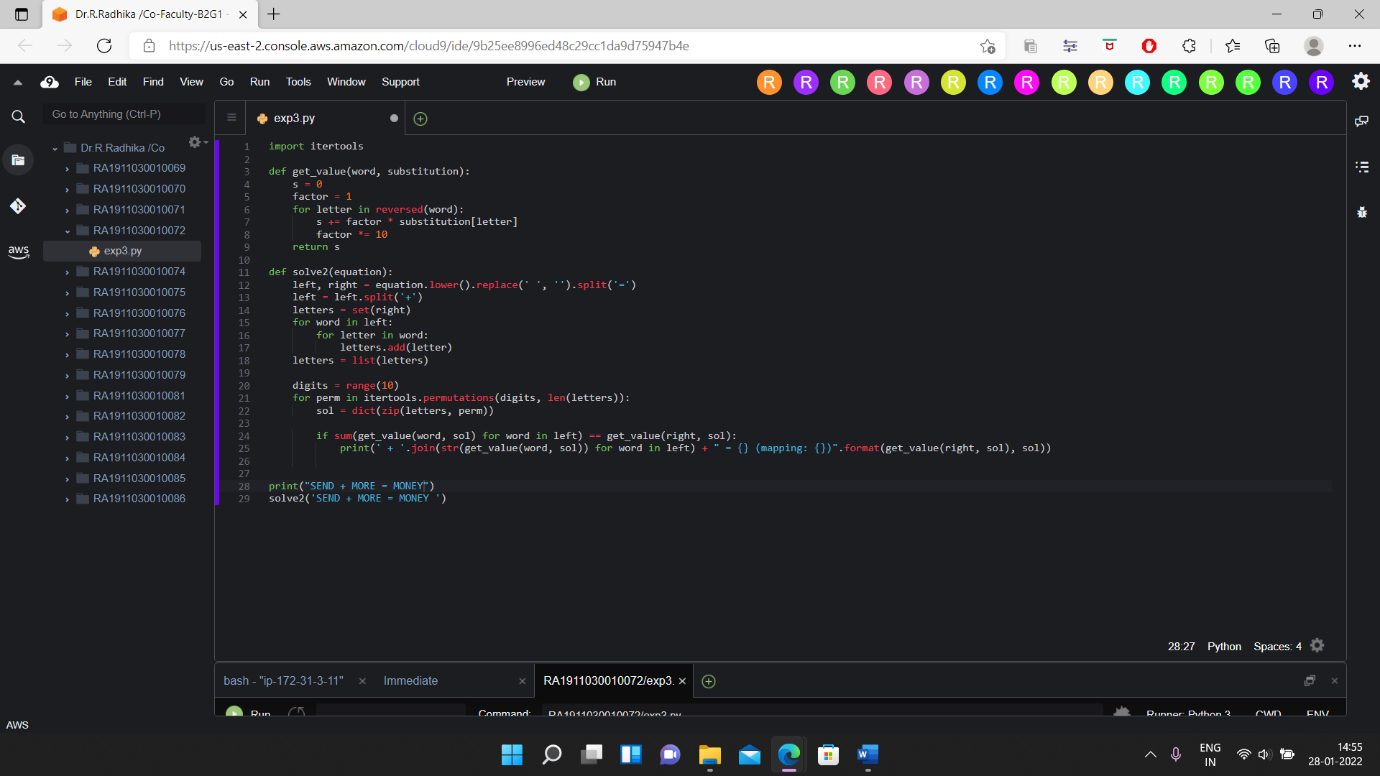 Dr.R.Radhika /Co-Faculty-B2G1 -
https://us-east-2.console.aws.amazon.com/cloud9/ide/9b25ee8996ed48c29cc1da9d75947b4e
9 File Edit Find View Go Run Tools Window Support Preview Run R R R R R R R R R R R R R R R R
Go to Anything (Ctrl-P)
exp3.py
Dr.R.Radhika /Co
RA1911030010069
RA1911030010070
RA1911030010071
RA1911030010072
exp3.py
RA1911030010074
RA1911030010075
RA1911030010076
RA1911030010077
RA1911030010078
RA1911030010079
RA1911030010081
RA1911030010082
RA1911030010083
RA1911030010084
RA1911030010085
RA1911030010086
aws
AWS
1 import itertools
2
3 def get_value(word, substitution):
4     s = 0
5     factor = 1
6     for letter in reversed(word):
7         s += factor * substitution[letter]
8         factor *= 10
9     return s
10
11 def solve2(equation):
12     left, right = equation.lower().replace(' ', '').split('=')
13     left = left.split('+')
14     letters = set(right)
15     for word in left:
16         for letter in word:
17             letters.add(letter)
18     letters = list(letters)
19
20     digits = range(10)
21     for perm in itertools.permutations(digits, len(letters)):
22         sol = dict(zip(letters, perm))
23
24         if sum(get_value(word, sol) for word in left) == get_value(right, sol):
25             print(' + '.join(str(get_value(word, sol)) for word in left) + " = {} (mapping: {})".format(get_value(right, sol), sol))
26
27
28 print("SEND + MORE = MONEY")
29 solve2('SEND + MORE = MONEY ')
28:27 Python Spaces: 4
bash - "ip-172-31-3-11" Immediate RA1911030010072/exp3.
Run Command: RA1911030010072/exp3.py Runner: Python 3 CWD ENV
ENG
IN
14:55
28-01-2022